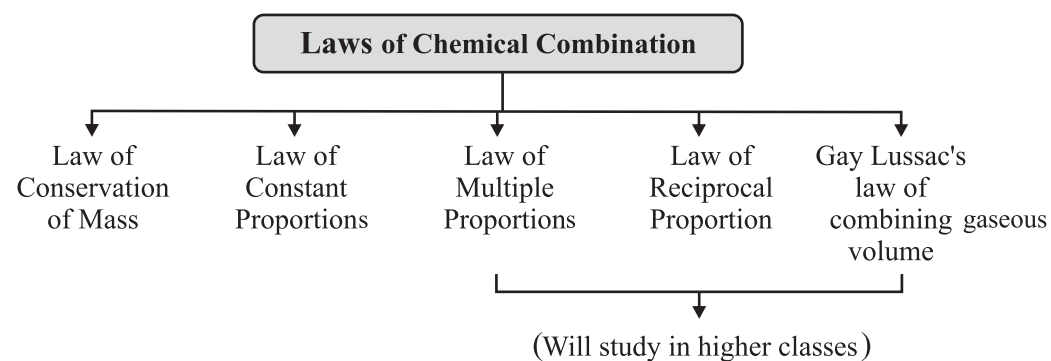 Laws of Chemical Combination
Law of
Conservation
of Mass
Law of
Constant
Proportions
Law of
Multiple
Proportions
Law of
Reciprocal
Proportion
Gay Lussac's
law of
combining gaseous
volume
(Will study in higher classes)